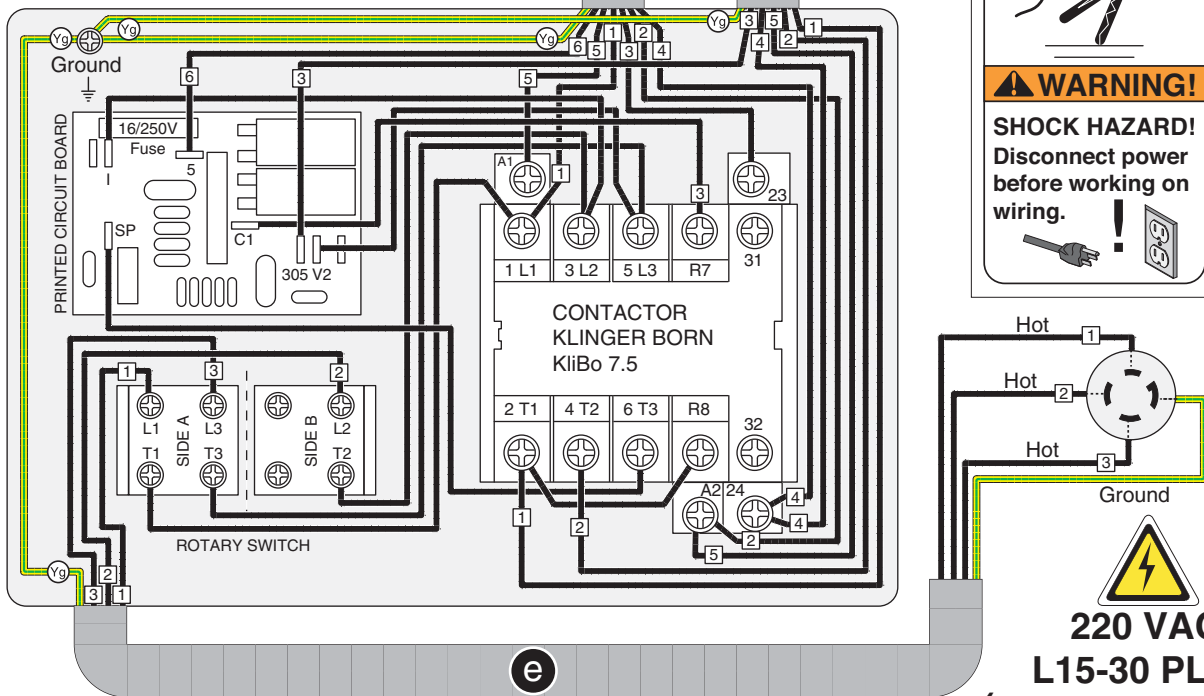 Yg
Yg
Ground
6
3
Yg
6
5
1
3
2
4
Yg
3
5
4
2
1
5
1
3
PRINTED CIRCUIT BOARD
16/250V
Fuse
I
5
SP
C1
305 V2
A1
23
1 L1
3 L2
5 L3
R7
31
CONTACTOR
KLINGER BORN
KliBo 7.5
2 T1
4 T2
6 T3
R8
32
A2
24
4
4
2
5
1
2
1
3
2
L1
L3
SIDE A
T1
T3
L2
SIDE B
T2
ROTARY SWITCH
Yg
3
2
1
e
WARNING!
SHOCK HAZARD!
Disconnect power
before working on
wiring.
!
Hot
1
Hot
2
Hot
3
Ground
220 VAC
L15-30